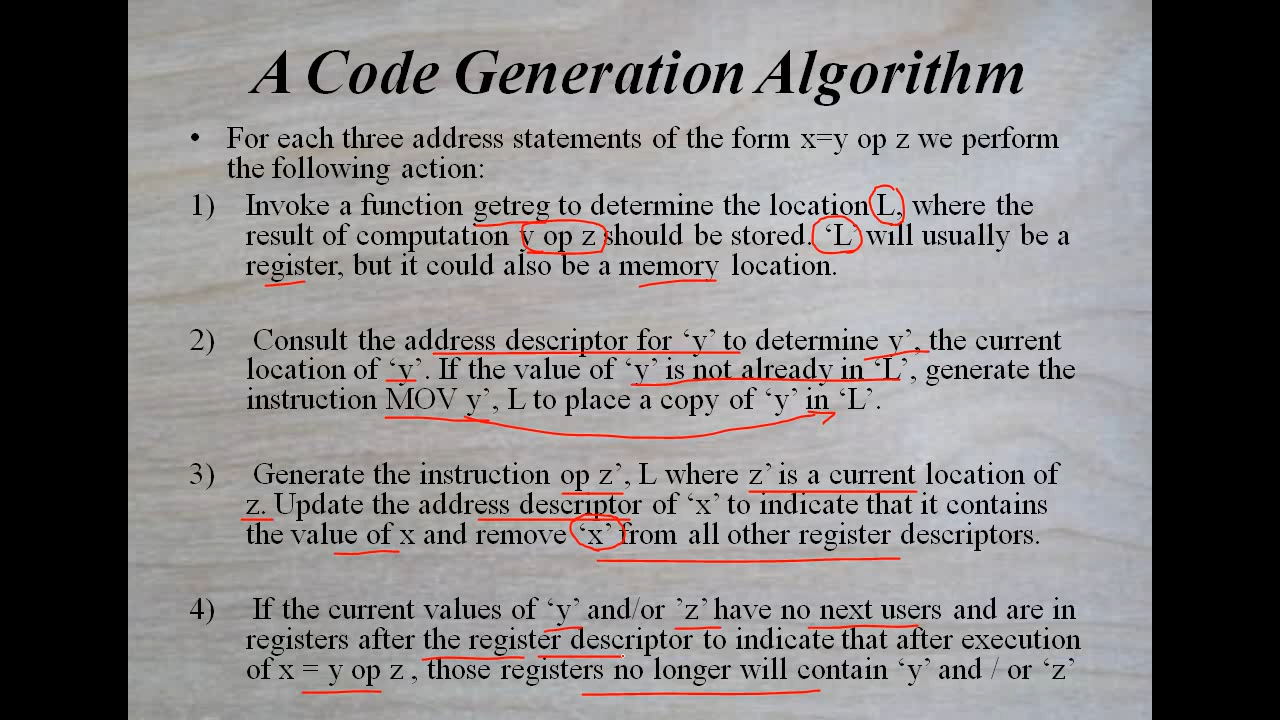 A Code Generation Algorithm
• For each three address statements of the form x=y op z we perform
the following action:
1) Invoke a function getreg to determine the location L, where the
result of computation y op z should be stored. ‘L’ will usually be a
register, but it could also be a memory location.
2) Consult the address descriptor for ‘y’ to determine y’, the current
location of ‘y’. If the value of ‘y’ is not already in ‘L’, generate the
instruction MOV y’, L to place a copy of ‘y’ in ‘L’.
3) Generate the instruction op z’, L where z’ is a current location of
z. Update the address descriptor of ‘x’ to indicate that it contains
the value of x and remove ‘x’ from all other register descriptors.
4) If the current values of ‘y’ and/or ’z’ have no next users and are in
registers after the register descriptor to indicate that after execution
of x = y op z , those registers no longer will contain ‘y’ and / or ‘z’